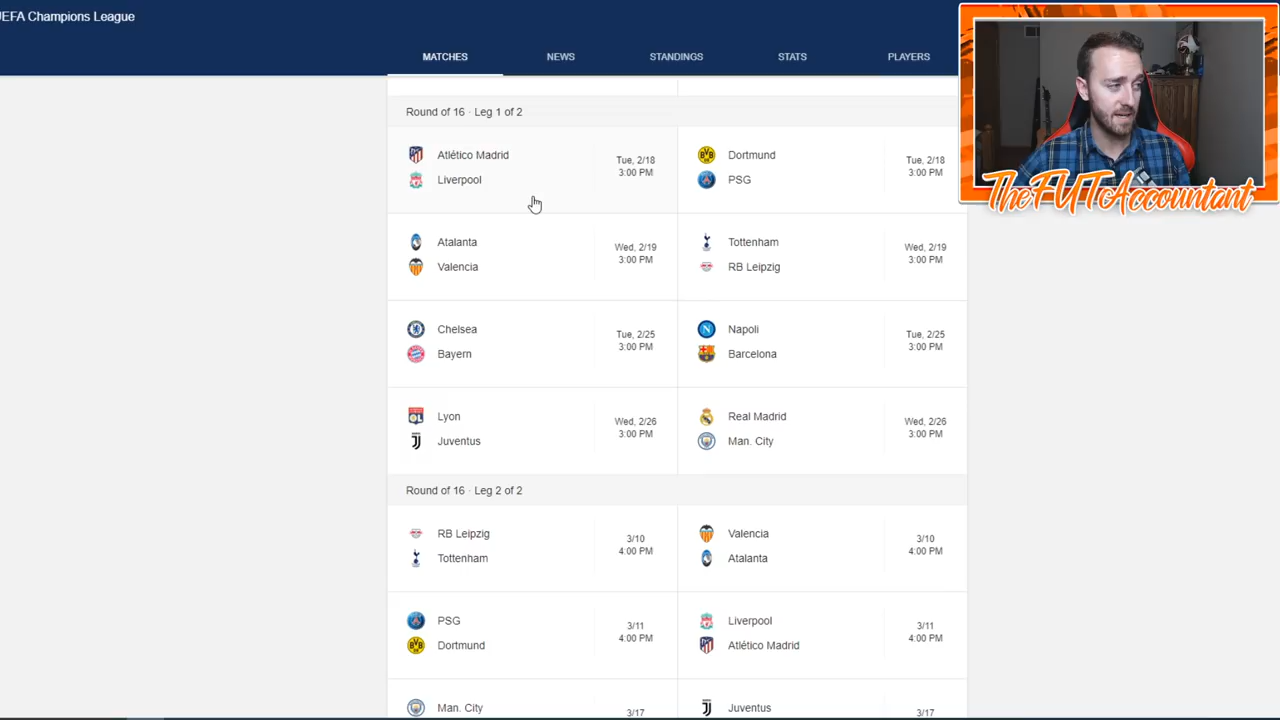 UEFA Champions League
MATCHES
NEWS
STANDINGS
STATS
PLAYERS
Round of 16 · Leg 1 of 2
Atlético Madrid
Liverpool
Tue, 2/18
3:00 PM
Dortmund
PSG
Tue, 2/18
3:00 PM
TheFUTAccountant
Atalanta
Valencia
Wed, 2/19
3:00 PM
Tottenham
RB Leipzig
Wed, 2/19
3:00 PM
Chelsea
Bayern
Tue, 2/25
3:00 PM
Napoli
Barcelona
Tue, 2/25
3:00 PM
Lyon
Juventus
Wed, 2/26
3:00 PM
Real Madrid
Man. City
Wed, 2/26
3:00 PM
Round of 16 · Leg 2 of 2
RB Leipzig
Tottenham
3/10
4:00 PM
Valencia
Atalanta
3/10
4:00 PM
PSG
Dortmund
3/11
4:00 PM
Liverpool
Atlético Madrid
3/11
4:00 PM
Man. City
3/17
Juventus
3/17